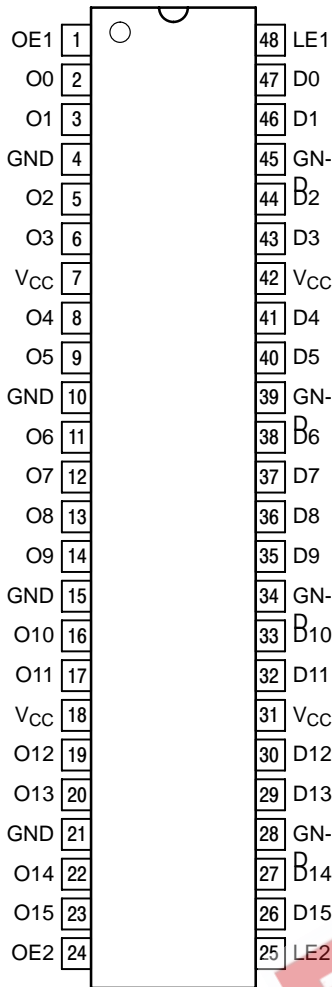 OE1 1 48 LE1
O0 2 47 D0
O1 3 46 D1
GND 4 45 GN-
D
O2 5 44 D2
O3 6 43 D3
VCC 7 42 VCC
O4 8 41 D4
O5 9 40 D5
GND 10 39 GN-
D
O6 11 38 D6
O7 12 37 D7
O8 13 36 D8
O9 14 35 D9
GND 15 34 GN-
D
O10 16 33 D10
O11 17 32 D11
VCC 18 31 VCC
O12 19 30 D12
O13 20 29 D13
GND 21 28 GN-
D
O14 22 27 D14
O15 23 26 D15
OE2 24 25 LE2